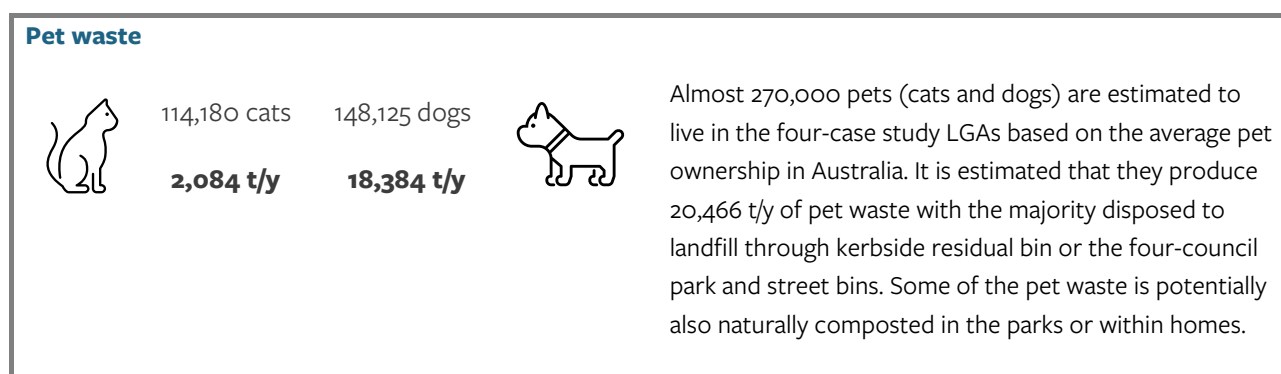 Pet waste
114,180 cats
148,125 dogs
2,084 t/y
18,384 t/y
Almost 270,000 pets (cats and dogs) are estimated to
live in the four-case study LGAs based on the average pet
ownership in Australia. It is estimated that they produce
20,466 t/y of pet waste with the majority disposed to
landfill through kerbside residual bin or the four-council
park and street bins. Some of the pet waste is potentially
also naturally composted in the parks or within homes.